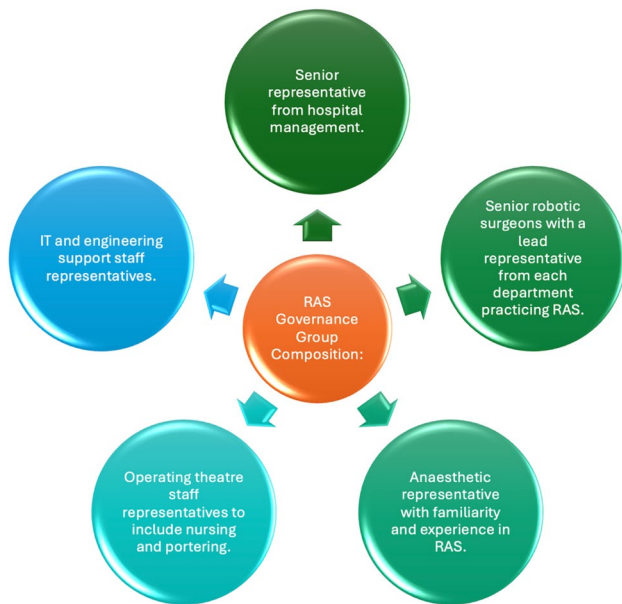 Senior
representative
from hospital
management.
IT and engineering
support staff
representatives.
Senior robotic
surgeons with a
lead
representative
from each
department
practicing RAS.
RAS
Governance
Group
Composition:
Operating theatre
staff
representatives to
include nursing
and portering.
Anaesthetic
representative
with familiarity
and experience in
RAS.